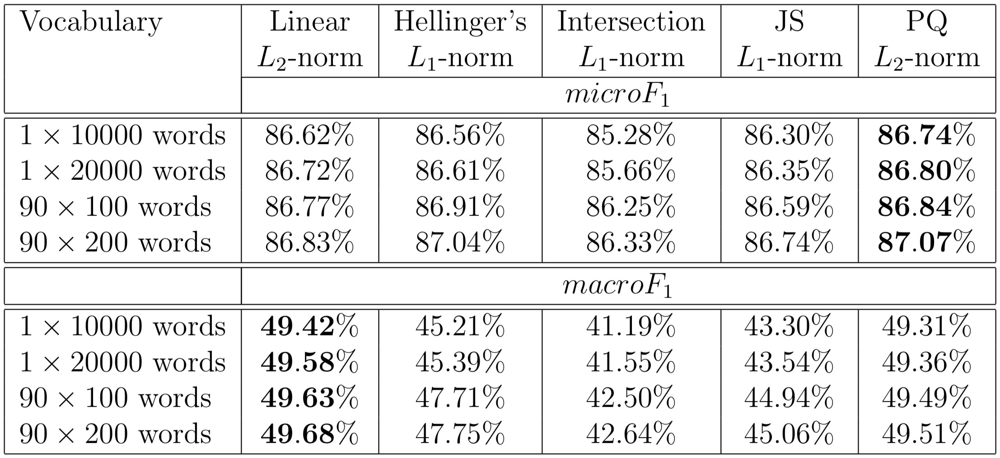 Vocabulary Linear Hellinger's Intersection JS PQ
L₂-norm L₁-norm L₁-norm L₁-norm L₂-norm
microF₁
1 × 10000 words 86.62% 86.56% 85.28% 86.30% 86.74%
1 × 20000 words 86.72% 86.61% 85.66% 86.35% 86.80%
90 × 100 words 86.77% 86.91% 86.25% 86.59% 86.84%
90 × 200 words 86.83% 87.04% 86.33% 86.74% 87.07%
macroF₁
1 × 10000 words 49.42% 45.21% 41.19% 43.30% 49.31%
1 × 20000 words 49.58% 45.39% 41.55% 43.54% 49.36%
90 × 100 words 49.63% 47.71% 42.50% 44.94% 49.49%
90 × 200 words 49.68% 47.75% 42.64% 45.06% 49.51%